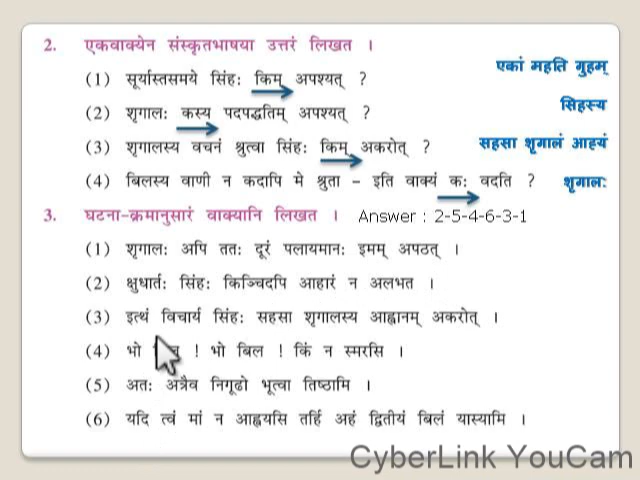 2. एकवाक्येन संस्कृतभाषया उत्तरं लिखत ।
(1) सूर्यास्तसमये सिंहः किम् अपश्यत् ? एकां महति गुहम्
(2) शृगालः कस्य पदपद्धतिम् अपश्यत् ? सिहस्य
(3) शृगालस्य वचनं श्रुत्वा सिंहः किम् अकरोत् ? सहसा शृगालं आहयं
(4) बिलस्य वाणी न कदापि मे श्रुता - इति वाक्यं कः वदति ? शृगालः
3. घटना-क्रमानुसारं वाक्यानि लिखत । Answer : 2-5-4-6-3-1
(1) शृगालः अपि ततः दूरं पलायमानः इमम् अपठत् ।
(2) क्षुधार्तः सिंहः किञ्चिदपि आहारं न अलभत ।
(3) इत्थं विचार्य सिंहः सहसा शृगालस्य आह्वानम् अकरोत् ।
(4) भो ! भो बिल ! किं न स्मरसि ।
(5) अतः अत्रैव निगूढो भूत्वा तिष्ठामि ।
(6) यदि त्वं मां न आह्वयसि तर्हि अहं द्वितीयं बिलं यास्यामि ।
CyberLink YouCam